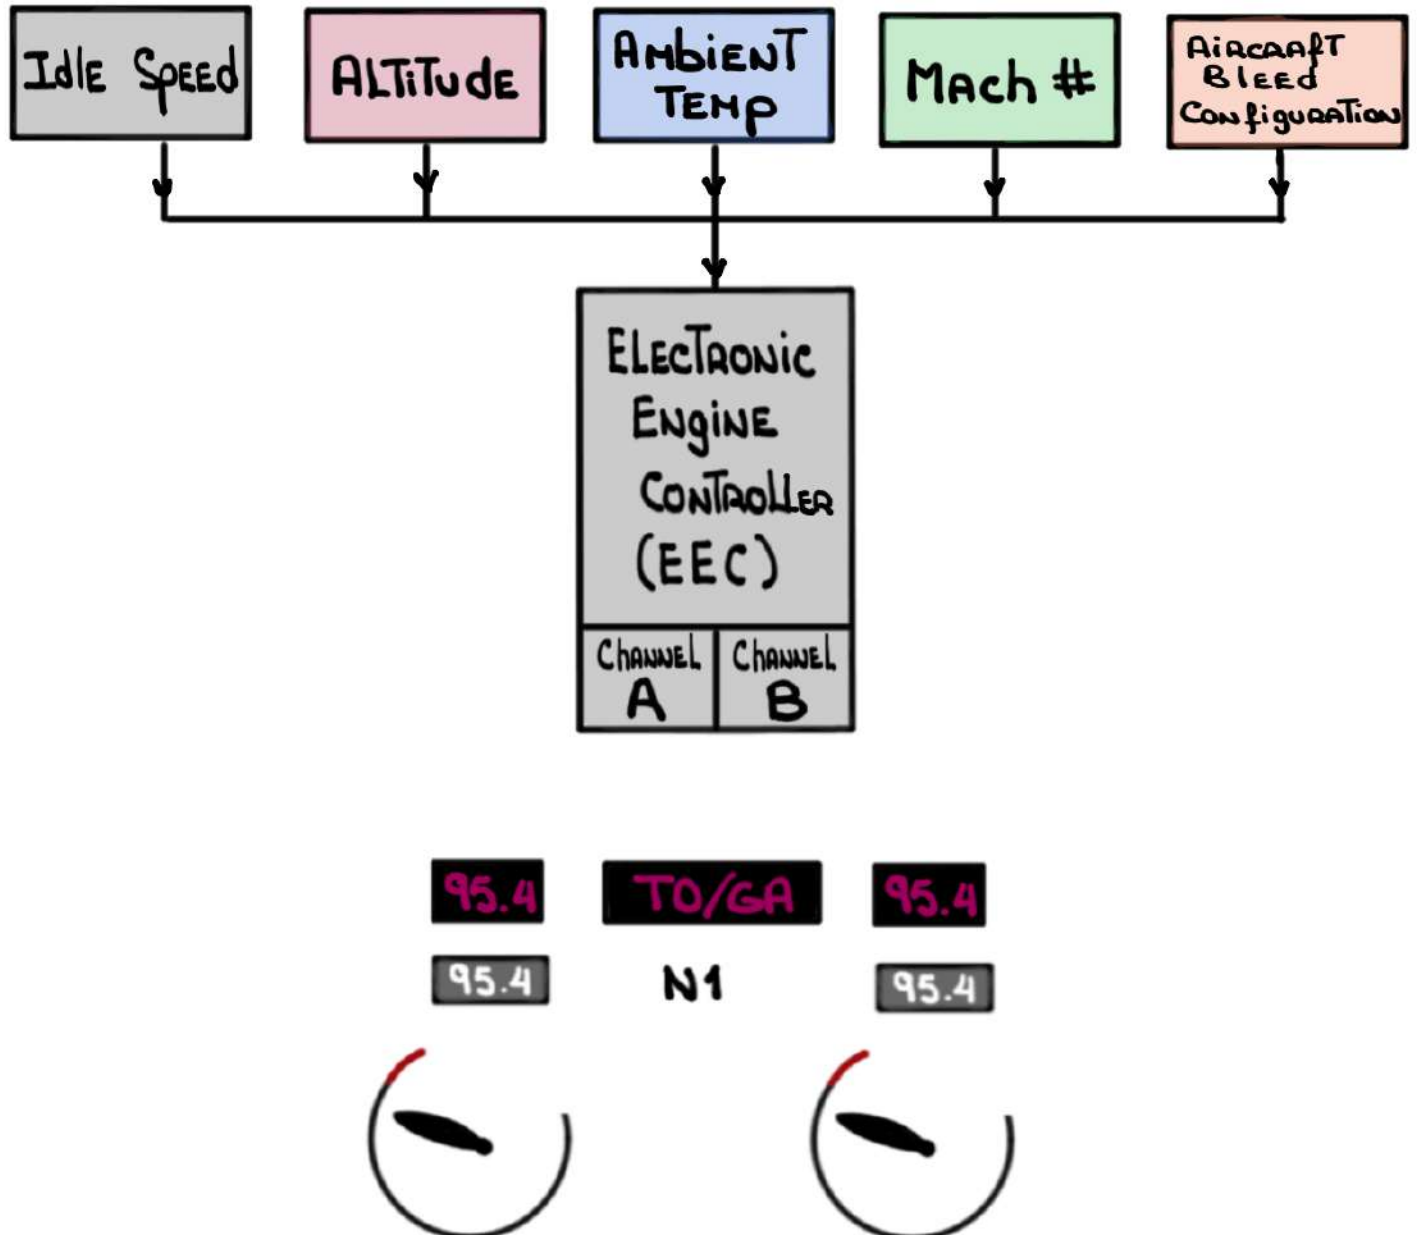 Idle Speed
Altitude
Ambient
Temp
Mach #
Aircraft
Bleed
Configuration
Electronic
Engine
Controller
(EEC)
Channel
A
Channel
B
95.4 TO/GA 95.4
95.4 N1 95.4